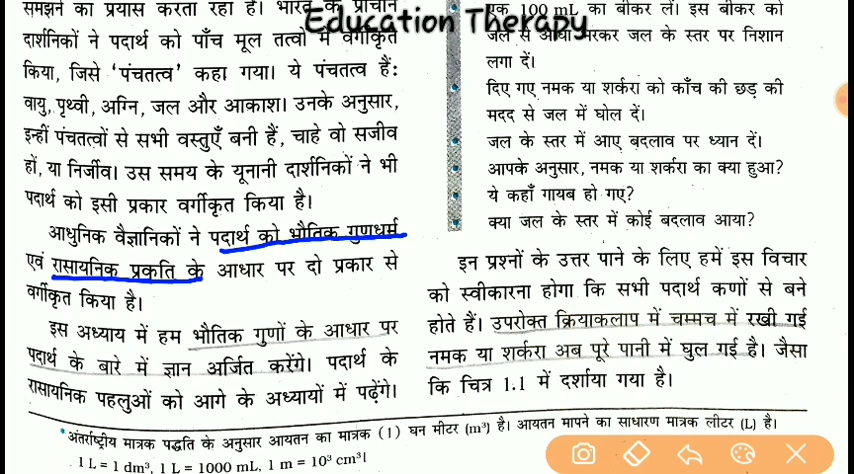 Education Therapy
समझने का प्रयास करता रहा है। भारत के प्राचीन
दार्शनिकों ने पदार्थ को पाँच मूल तत्वों में वर्गीकृत
किया, जिसे 'पंचतत्व' कहा गया। ये पंचतत्व हैं:
वायु, पृथ्वी, अग्नि, जल और आकाश। उनके अनुसार,
इन्हीं पंचतत्वों से सभी वस्तुएँ बनी हैं, चाहे वो सजीव
हों, या निर्जीव। उस समय के यूनानी दार्शनिकों ने भी
पदार्थ को इसी प्रकार वर्गीकृत किया है।
आधुनिक वैज्ञानिकों ने पदार्थ को भौतिक गुणधर्म
एवं रासायनिक प्रकृति के आधार पर दो प्रकार से
वर्गीकृत किया है।
इस अध्याय में हम भौतिक गुणों के आधार पर
पदार्थ के बारे में ज्ञान अर्जित करेंगे। पदार्थ के
रासायनिक पहलुओं को आगे के अध्यायों में पढ़ेंगे।
एक 100 mL का बीकर लें। इस बीकर को
जल से आधा भरकर जल के स्तर पर निशान
लगा दें।
दिए गए नमक या शर्करा को काँच की छड़ की
मदद से जल में घोल दें।
जल के स्तर में आए बदलाव पर ध्यान दें।
आपके अनुसार, नमक या शर्करा का क्या हुआ?
ये कहाँ गायब हो गए?
क्या जल के स्तर में कोई बदलाव आया?
इन प्रश्नों के उत्तर पाने के लिए हमें इस विचार
को स्वीकारना होगा कि सभी पदार्थ कणों से बने
होते हैं। उपरोक्त क्रियाकलाप में चम्मच में रखी गई
नमक या शर्करा अब पूरे पानी में घुल गई है। जैसा
कि चित्र 1.1 में दर्शाया गया है।
* अंतर्राष्ट्रीय मात्रक पद्धति के अनुसार आयतन का मात्रक (1) घन मीटर (m³) है। आयतन मापने का साधारण मात्रक लीटर (L) है।
1 L = 1 dm³, 1 L = 1000 mL, 1 m = 10³ cm³।